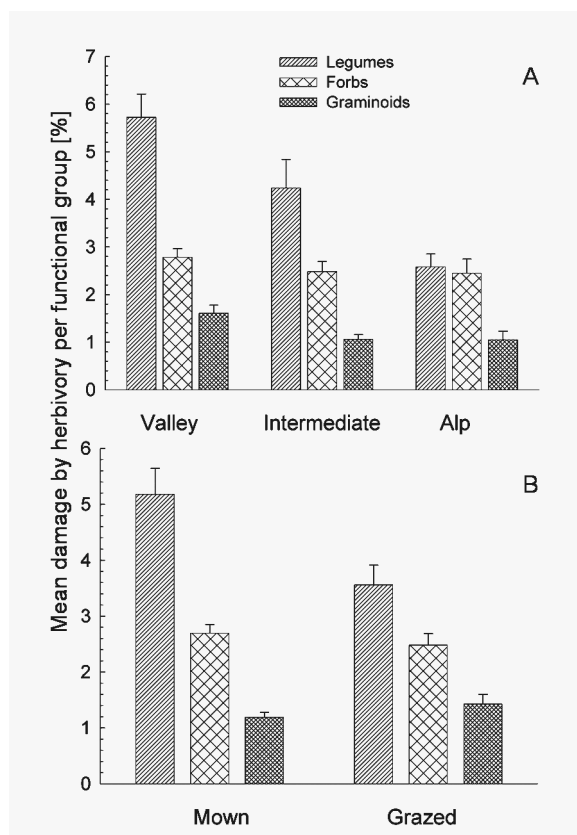 Mean damage by herbivory per functional group [%]
7
6
5
4
3
2
1
0
Legumes
Forbs
Graminoids
A
Valley Intermediate Alp
6
5
4
3
2
1
0
B
Mown Grazed